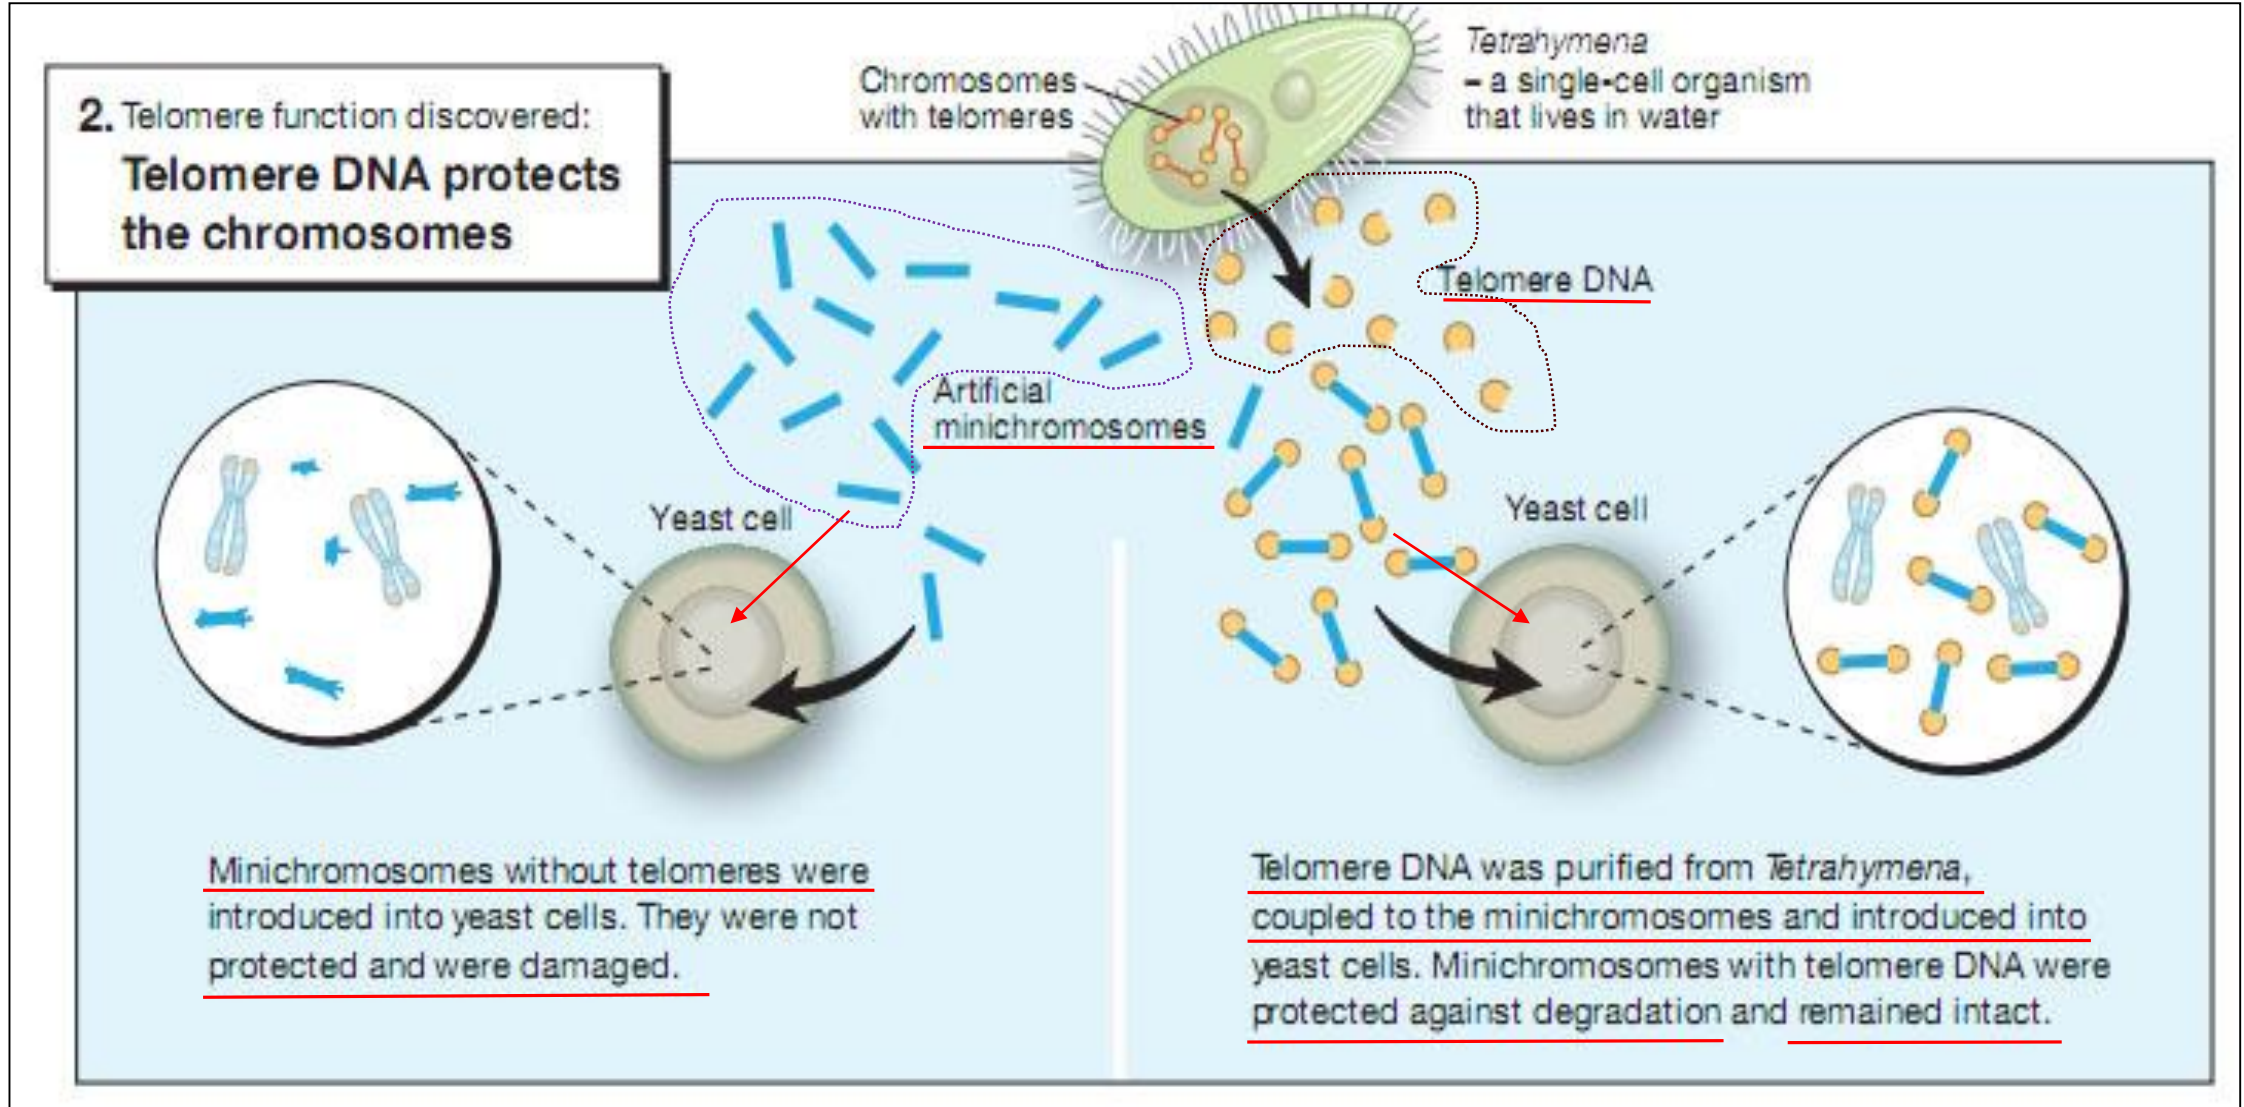 2. Telomere function discovered:
Telomere DNA protects
the chromosomes
Chromosomes
with telomeres
Tetrahymena
– a single-cell organism
that lives in water
Telomere DNA
Artificial
minichromosomes
Yeast cell
Yeast cell
Minichromosomes without telomeres were
introduced into yeast cells. They were not
protected and were damaged.
Telomere DNA was purified from Tetrahymena,
coupled to the minichromosomes and introduced into
yeast cells. Minichromosomes with telomere DNA were
protected against degradation and remained intact.